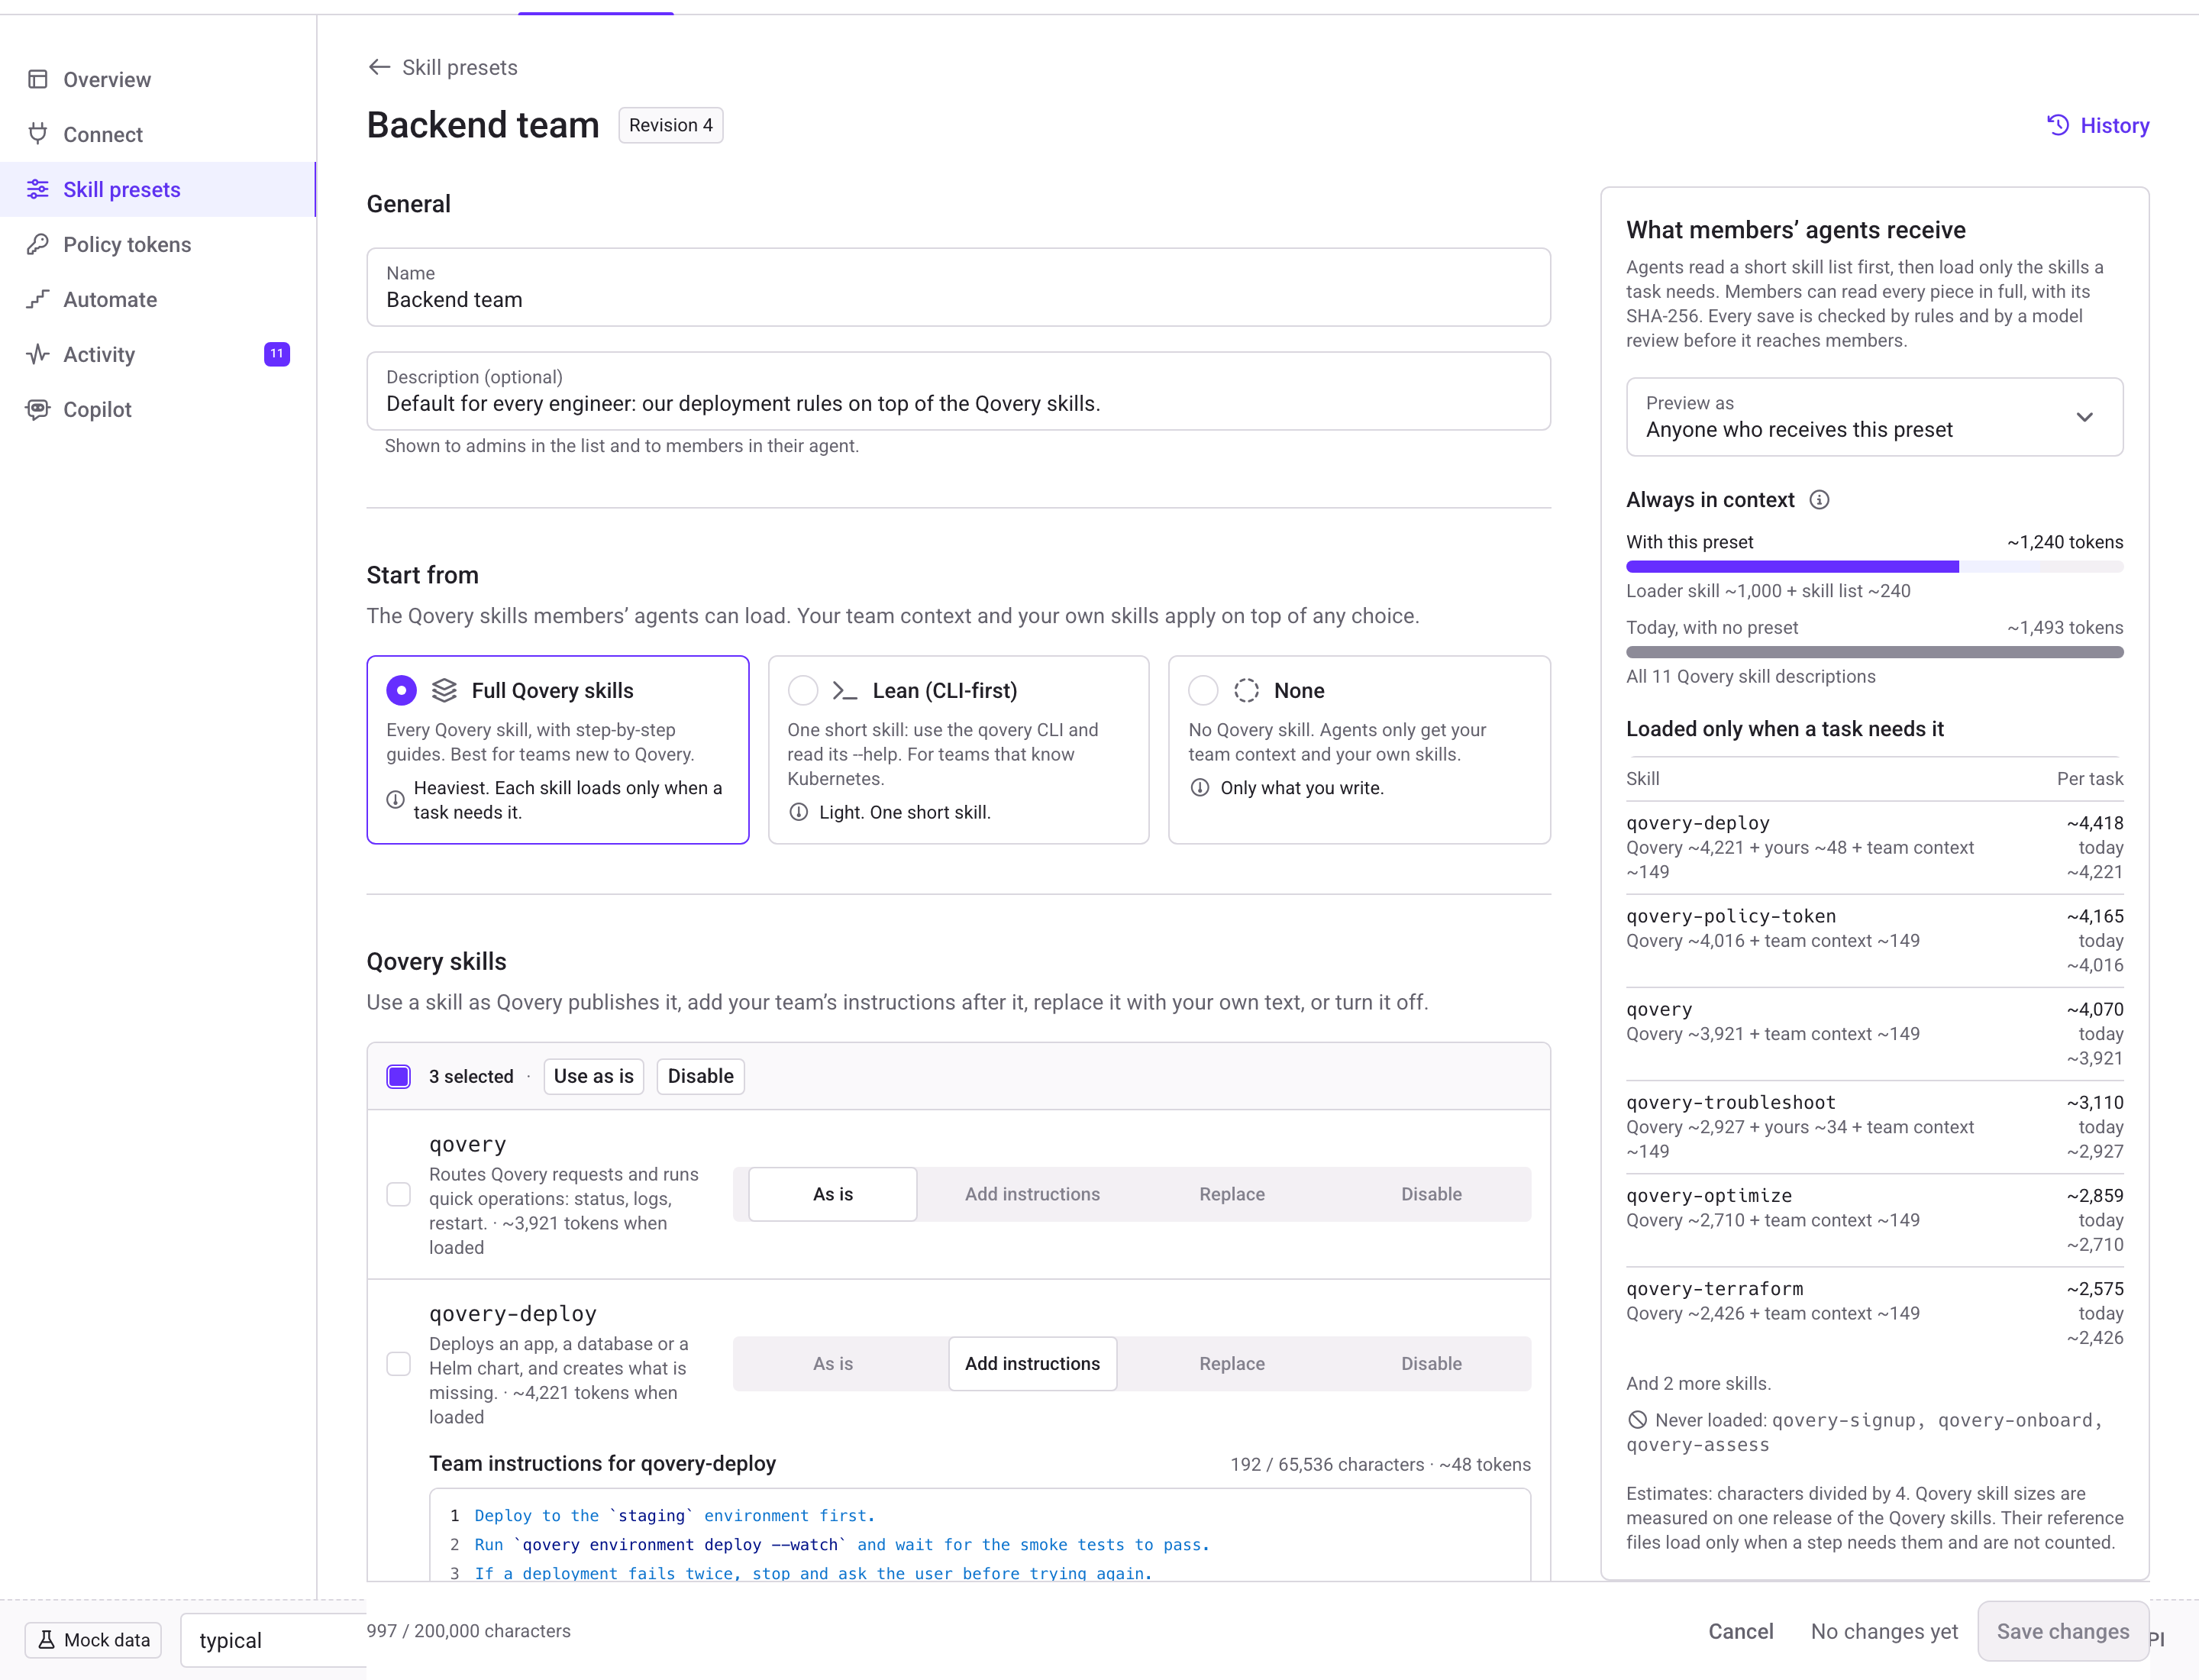 Overview
Connect
Skill presets
Policy tokens
Automate
Activity
11
Copilot
Skill presets
Backend team
Revision 4
History
General
Name
Backend team
Description (optional)
Default for every engineer: our deployment rules on top of the Qovery skills.
Shown to admins in the list and to members in their agent.
Start from
The Qovery skills members’ agents can load. Your team context and your own skills apply on top of any choice.
Full Qovery skills
Every Qovery skill, with step-by-step
guides. Best for teams new to Qovery.
Heaviest. Each skill loads only when a
task needs it.
Lean (CLI-first)
One short skill: use the qovery CLI and
read its --help. For teams that know
Kubernetes.
Light. One short skill.
None
No Qovery skill. Agents only get your
team context and your own skills.
Only what you write.
Qovery skills
Use a skill as Qovery publishes it, add your team’s instructions after it, replace it with your own text, or turn it off.
3 selected · Use as is Disable
qovery
Routes Qovery requests and runs
quick operations: status, logs,
restart. · ~3,921 tokens when
loaded
As is Add instructions Replace Disable
qovery-deploy
Deploys an app, a database or a
Helm chart, and creates what is
missing. · ~4,221 tokens when
loaded
As is Add instructions Replace Disable
Team instructions for qovery-deploy
192 / 65,536 characters · ~48 tokens
1 Deploy to the `staging` environment first.
2 Run `qovery environment deploy --watch` and wait for the smoke tests to pass.
3 If a deployment fails twice, stop and ask the user before trying again.
What members’ agents receive
Agents read a short skill list first, then load only the skills a
task needs. Members can read every piece in full, with its
SHA-256. Every save is checked by rules and by a model
review before it reaches members.
Preview as
Anyone who receives this preset
Always in context
With this preset ~1,240 tokens
Loader skill ~1,000 + skill list ~240
Today, with no preset ~1,493 tokens
All 11 Qovery skill descriptions
Loaded only when a task needs it
Skill Per task
qovery-deploy ~4,418
Qovery ~4,221 + yours ~48 + team context today
~149 ~4,221
qovery-policy-token ~4,165
Qovery ~4,016 + team context ~149 today
~4,016
qovery ~4,070
Qovery ~3,921 + team context ~149 today
~3,921
qovery-troubleshoot ~3,110
Qovery ~2,927 + yours ~34 + team context today
~149 ~2,927
qovery-optimize ~2,859
Qovery ~2,710 + team context ~149 today
~2,710
qovery-terraform ~2,575
Qovery ~2,426 + team context ~149 today
~2,426
And 2 more skills.
Never loaded: qovery-signup, qovery-onboard,
qovery-assess
Estimates: characters divided by 4. Qovery skill sizes are
measured on one release of the Qovery skills. Their reference
files load only when a step needs them and are not counted.
Mock data
typical
997 / 200,000 characters
Cancel
No changes yet
Save changes
PI